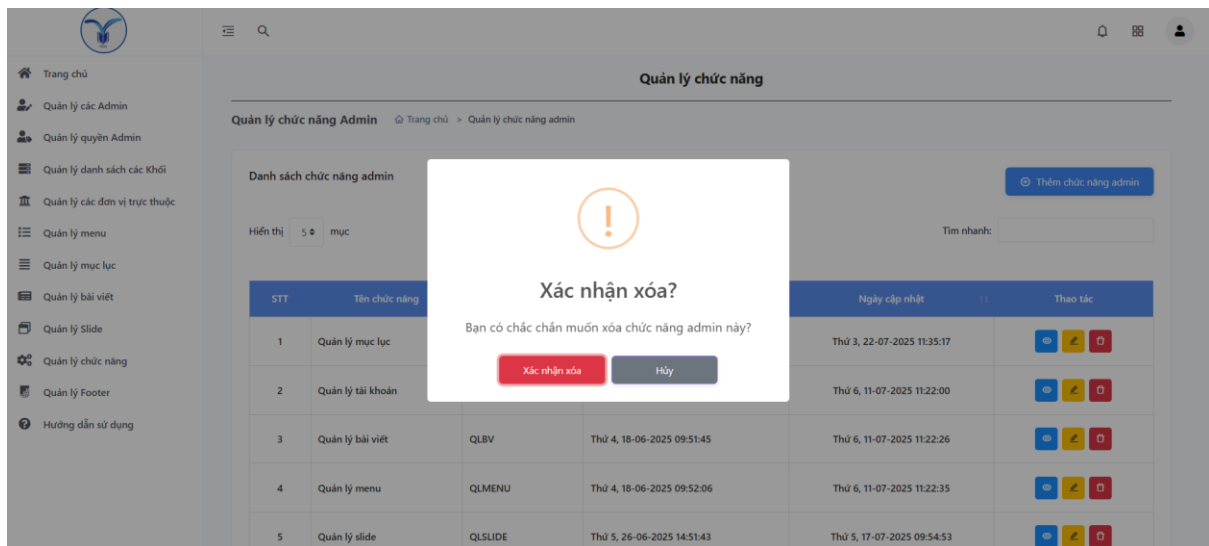 Quản lý chức năng
Trang chủ
Quản lý các Admin
Quản lý quyền Admin
Quản lý danh sách các Khối
Quản lý các đơn vị trực thuộc
Quản lý menu
Quản lý mục lục
Quản lý bài viết
Quản lý Slide
Quản lý chức năng
Quản lý Footer
Hướng dẫn sử dụng
Quản lý chức năng Admin Trang chủ » Quản lý chức năng admin
Danh sách chức năng admin Thêm chức năng admin
Hiển thị 5 mục Tìm nhanh:
!
Xác nhận xóa?
Bạn có chắc chắn muốn xóa chức năng admin này?
Xác nhận xóa Hủy
STT Tên chức năng Ngày cập nhật Thao tác
1 Quản lý mục lục Thứ 3, 22-07-2025 11:35:17
2 Quản lý tài khoản Thứ 6, 11-07-2025 11:22:00
3 Quản lý bài viết QLBV Thứ 4, 18-06-2025 09:51:45 Thứ 6, 11-07-2025 11:22:26
4 Quản lý menu QLMENU Thứ 4, 18-06-2025 09:52:06 Thứ 6, 11-07-2025 11:22:35
5 Quản lý slide QLSLIDE Thứ 5, 26-06-2025 14:51:43 Thứ 5, 17-07-2025 09:54:53